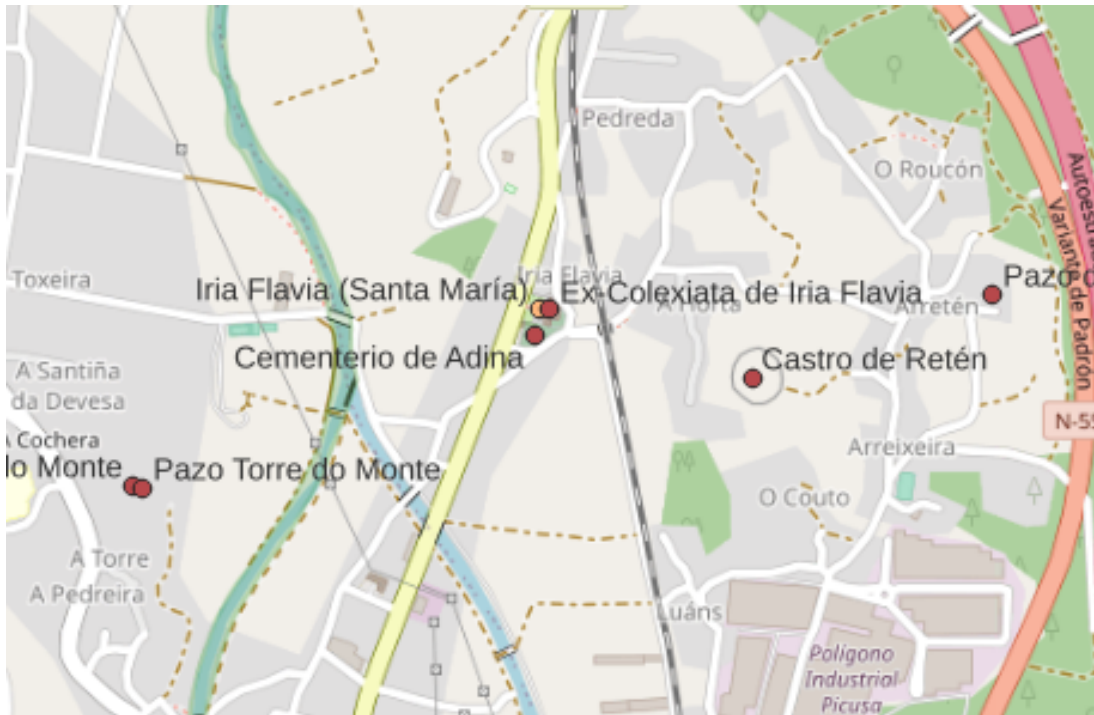 Pedreda
O Roucón
Autoestra
Variante de Padrón
Iria Flavia
Toxeira
Iria Flavia (Santa María)
Ex-Colexiata de Iria Flavia
A Horta
Pazo
Arretén
Cementerio de Adina
Castro de Retén
A Santiña
da Devesa
N-55
A Cochera
do Monte
Pazo Torre do Monte
Arreixeira
O Couto
A Torre
A Pedreira
Luáns
Polígono
Industrial
Picusa